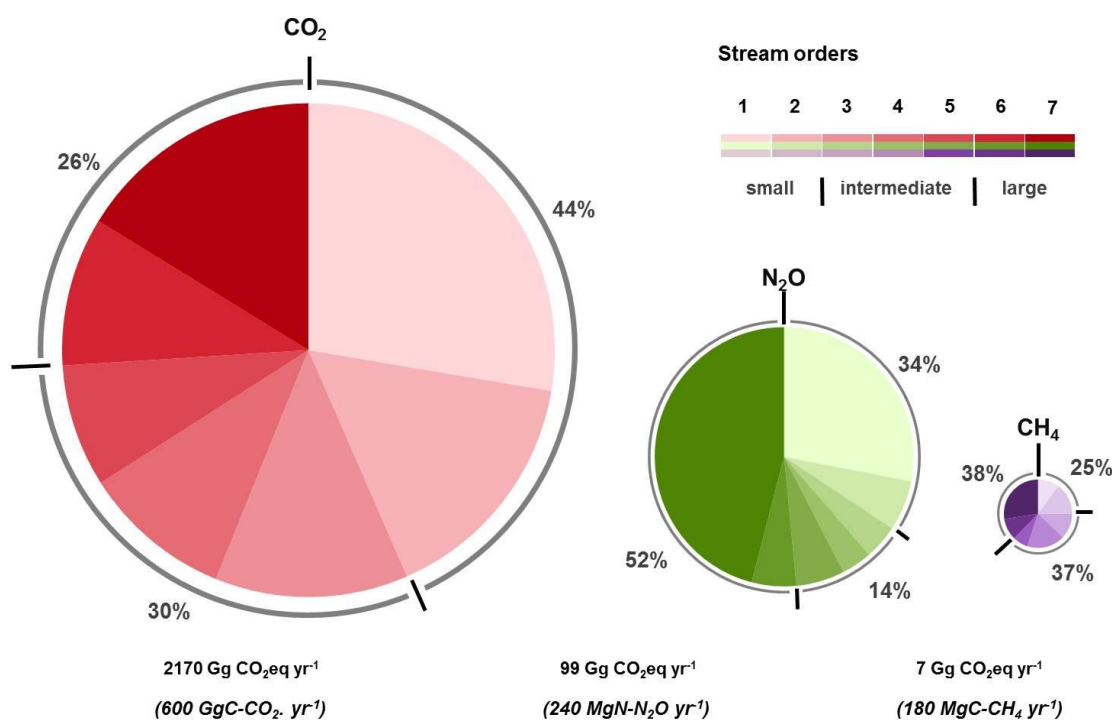 CO₂
Stream orders
1 2 3 4 5 6 7
small intermediate large
26%
44%
30%
N₂O
34%
52%
14%
CH₄
38%
25%
37%
2170 Gg CO₂eq yr⁻¹
(600 GgC-CO₂. yr⁻¹)
99 Gg CO₂eq yr⁻¹
(240 MgN-N₂O yr⁻¹)
7 Gg CO₂eq yr⁻¹
(180 MgC-CH₄ yr⁻¹)